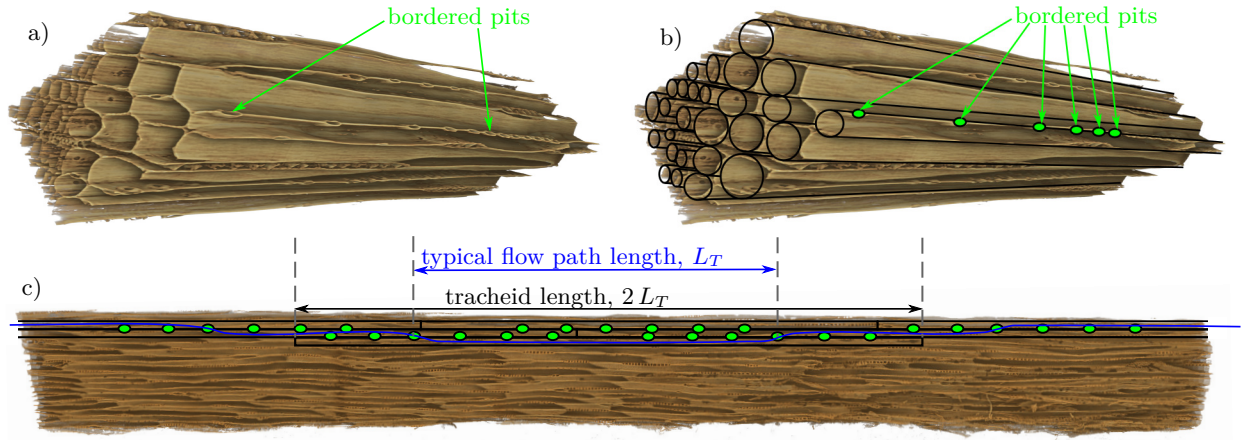 a)
bordered pits
b)
bordered pits
typical flow path length, L_T
c)
tracheid length, 2 L_T